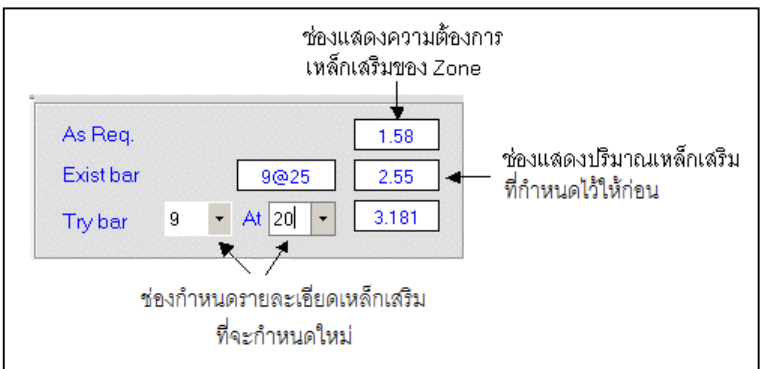 ช่องแสดงความต้องการ
เหล็กเสริมของ Zone
As Req. 1.58
Exist bar 9@25 2.55
ช่องแสดงปริมาณเหล็กเสริม
ที่กำหนดไว้ให้ก่อน
Try bar 9 At 20 3.181
ช่องกำหนดรายละเอียดเหล็กเสริม
ที่จะกำหนดใหม่